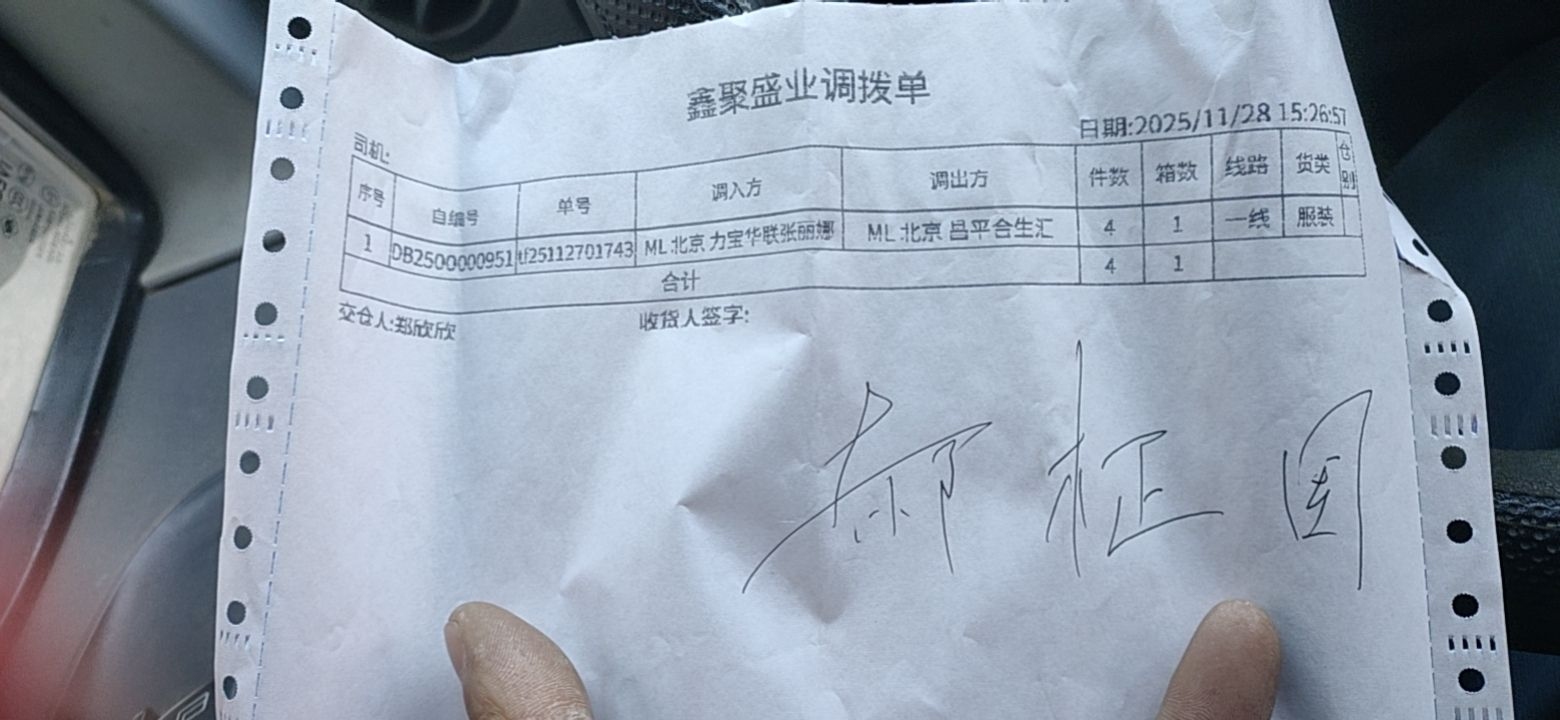 鑫聚盛业调拨单
日期:2025/11/28 15:26:57
司机:
序号 自编号 单号 调入方 调出方 件数 箱数 线路 货类 仓别
1 DB2500000951 tf25112701743 ML 北京 力宝华联张丽娜 ML 北京 昌平合生汇 4 1 一线 服装
合计 4 1
交仓人:郑欣欣 收货人签字:
郝